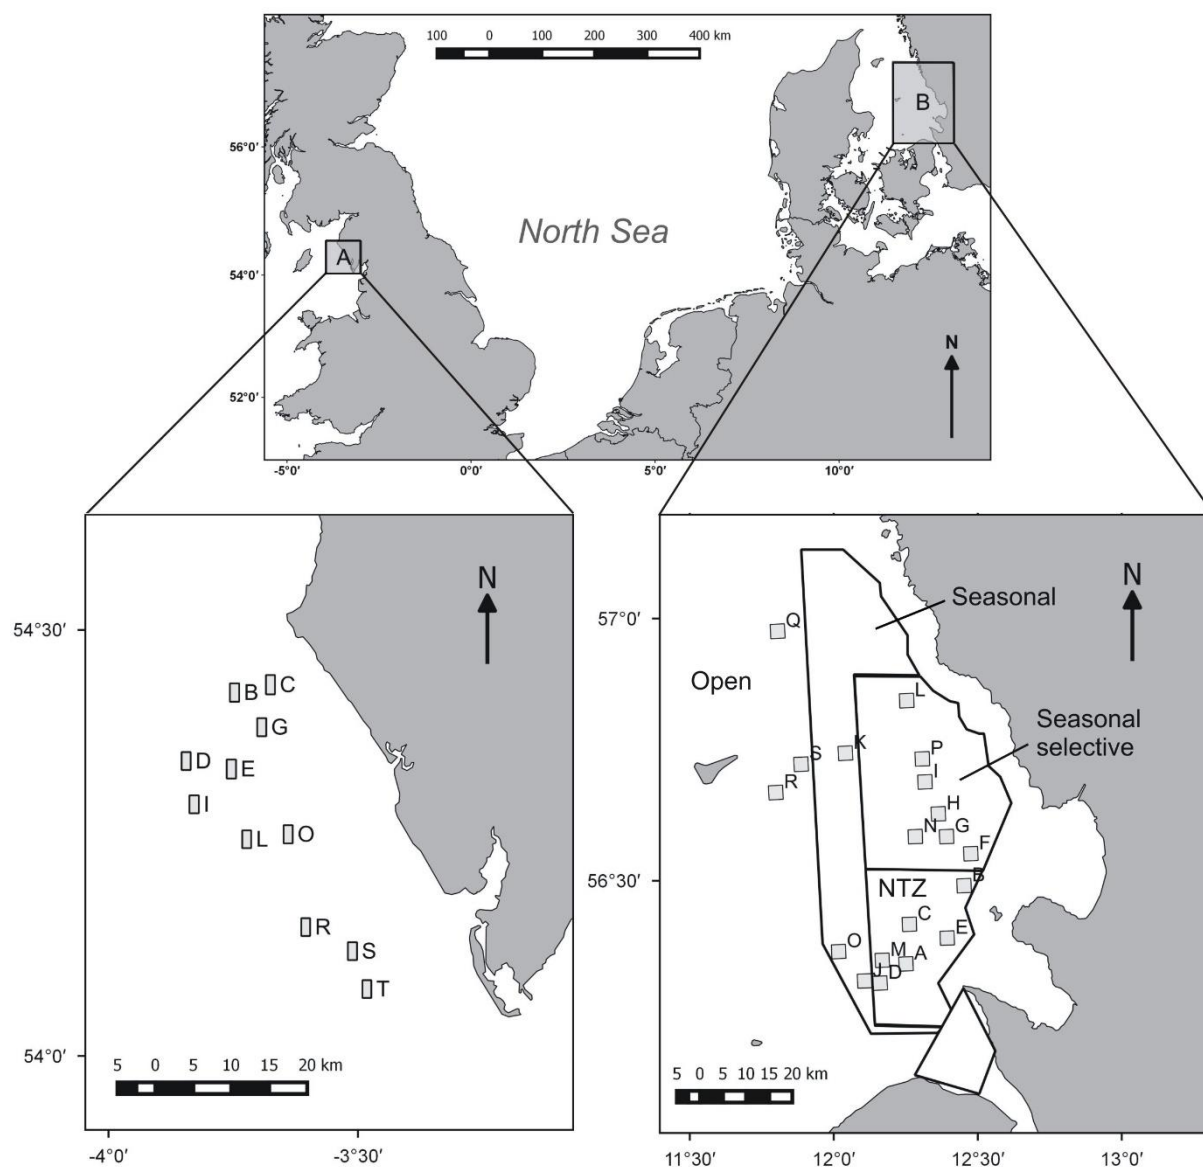 100 0 100 200 300 400 km
B
56°0′
North Sea
A
54°0′
N
52°0′
-5°0′ 0°0′ 5°0′ 10°0′
N
54°30′
C
B
G
D
E
I
O
L
R
S
T
54°0′
5 0 5 10 15 20 km
-4°0′ -3°30′
N
Seasonal
57°0′
Q
Open
L
Seasonal
selective
K
P
S
I
R
H
N G
F
56°30′
NTZ
B
C
E
O
M A
J D
5 0 5 10 15 20 km
11°30′ 12°0′ 12°30′ 13°0′